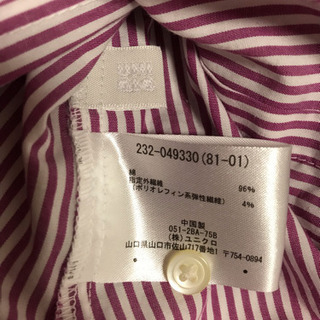 232-049330(81-01)
綿 96%
指定外繊維
(ポリオレフィン系弾性繊維) 4%
中国製
051-2BA-75B
(株)ユニクロ
山口県山口市佐山717番地1 〒754-0894